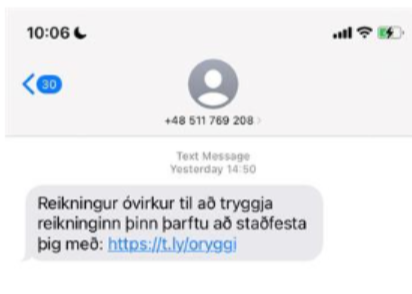 10:06
30
+48 511 769 208 >
Text Message
Yesterday 14:50
Reikningur óvirkur til að tryggja
reikninginn þinn þarftu að staðfesta
þig með: https://t.ly/oryggi